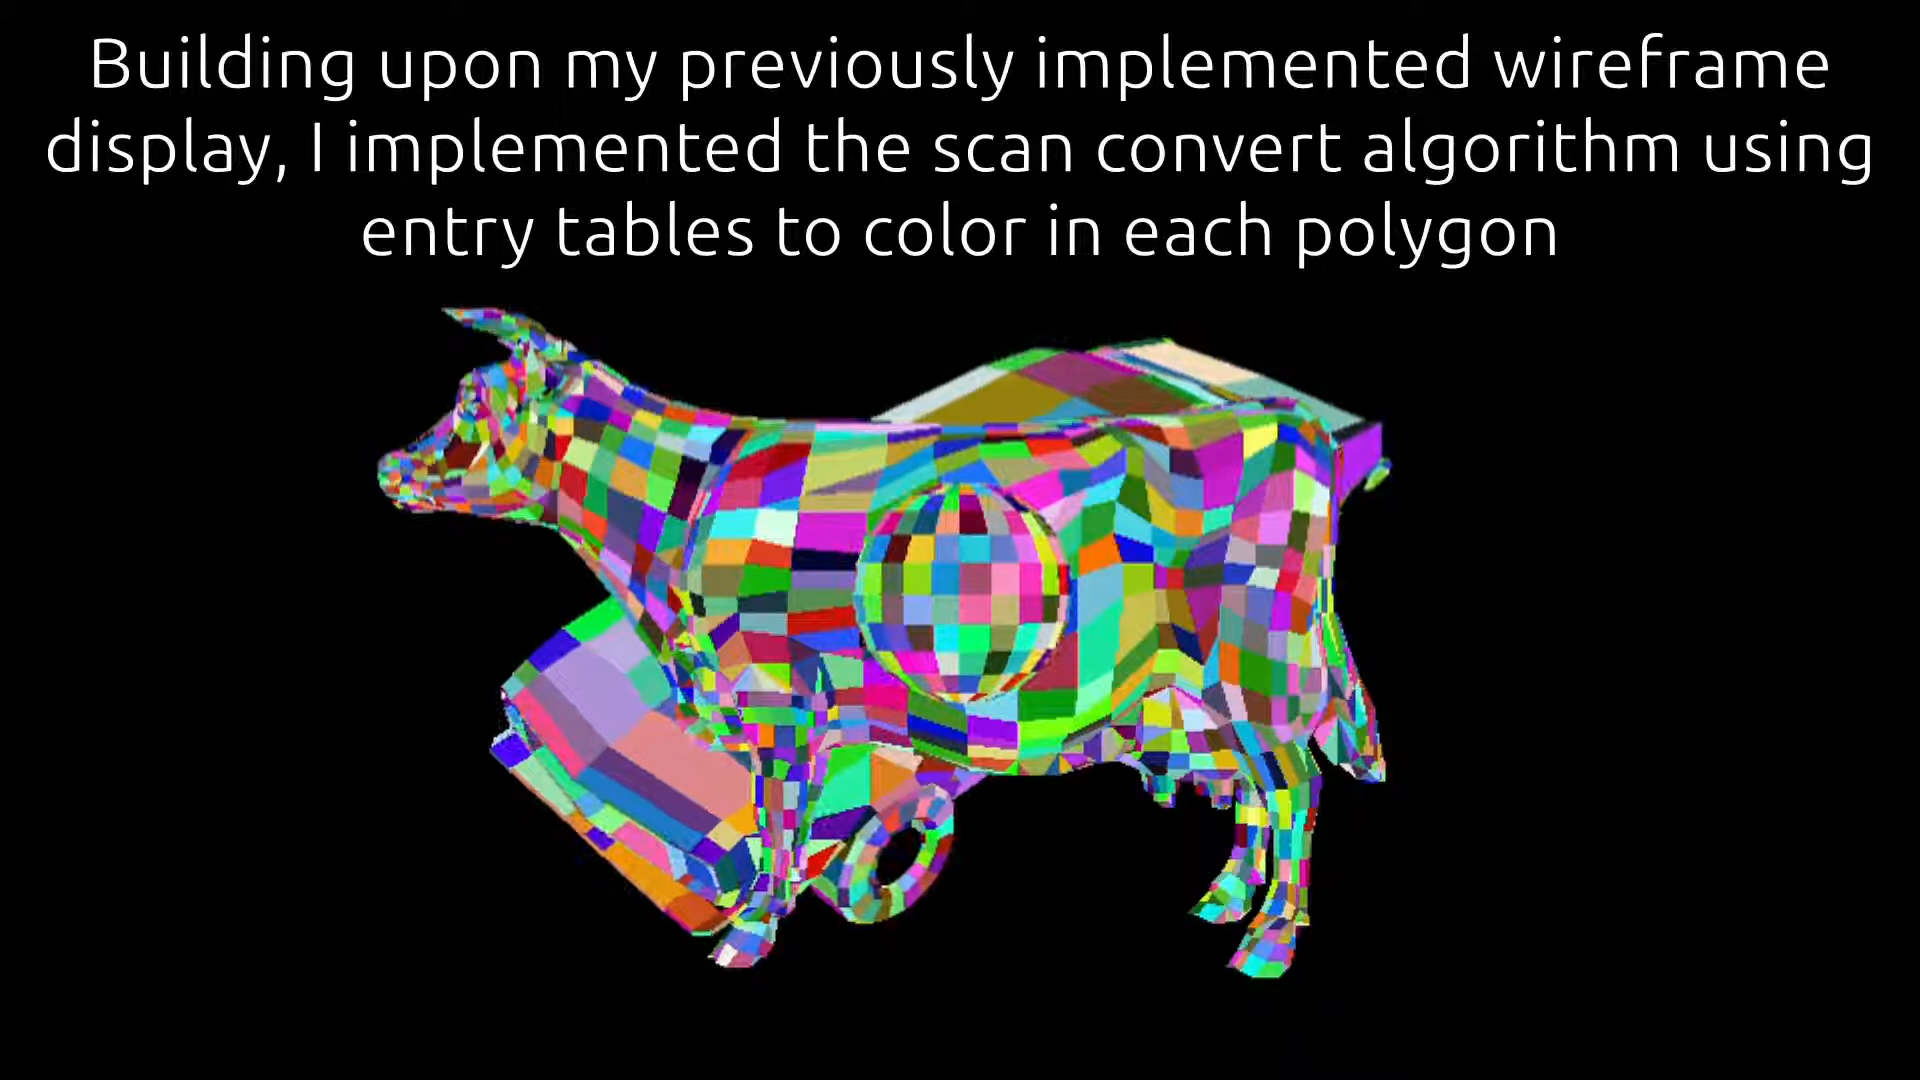 Building upon my previously implemented wireframe
display, I implemented the scan convert algorithm using
entry tables to color in each polygon